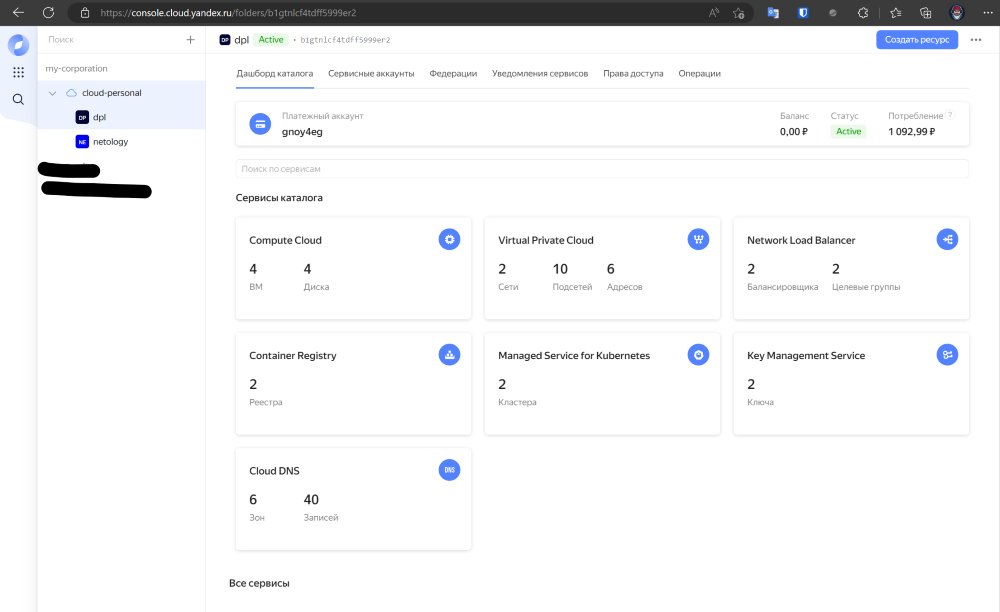 https://console.cloud.yandex.ru/folders/b1gtnlcf4tdff5999er2
Поиск
my-corporation
cloud-personal
DP dpl
NE netology
DP dpl Active • b1gtnlcf4tdff5999er2
Создать ресурс
Дашборд каталога Сервисные аккаунты Федерации Уведомления сервисов Права доступа Операции
Платежный аккаунт
gnoy4eg
Баланс Статус Потребление ?
0,00 ₽ Active 1 092,99 ₽
Поиск по сервисам
Сервисы каталога
Compute Cloud
4 4
ВМ Диска
Virtual Private Cloud
2 10 6
Сети Подсетей Адресов
Network Load Balancer
2 2
Балансировщика Целевые группы
Container Registry
2
Реестра
Managed Service for Kubernetes
2
Кластера
Key Management Service
2
Ключа
Cloud DNS
DNS
6 40
Зон Записей
Все сервисы